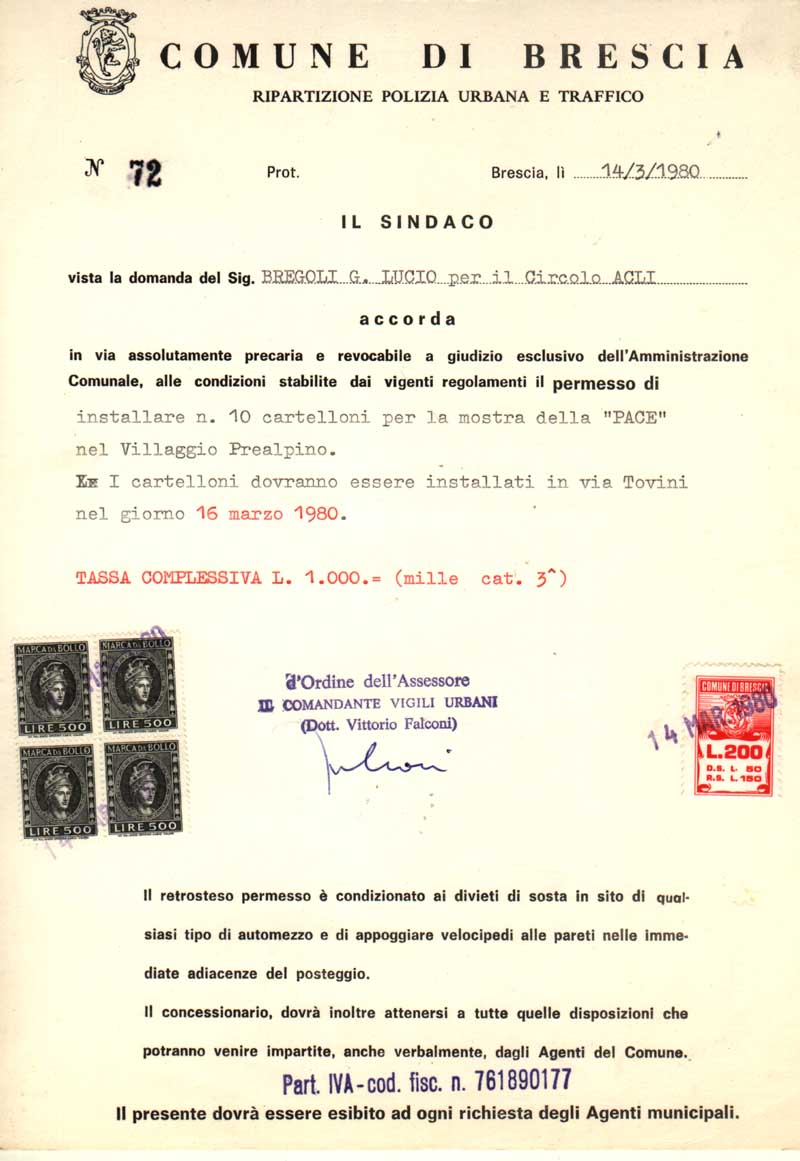 COMUNE DI BRESCIA
RIPARTIZIONE POLIZIA URBANA E TRAFFICO
N 72 Prot. Brescia, lì 14/3/1980
IL SINDACO
vista la domanda del Sig. BREGOLI G. LUCIO per il Circolo ACLI
accorda
in via assolutamente precaria e revocabile a giudizio esclusivo dell'Amministrazione
Comunale, alle condizioni stabilite dai vigenti regolamenti il permesso di
installare n. 10 cartelloni per la mostra della "PACE"
nel Villaggio Prealpino.
I cartelloni dovranno essere installati in via Tovini
nel giorno 16 marzo 1980.
TASSA COMPLESSIVA L. 1.000.= (mille cat. 3^)
MARCA DA BOLLO
LIRE 500
MARCA DA BOLLO
LIRE 500
MARCA DA BOLLO
LIRE 500
MARCA DA BOLLO
LIRE 500
d'Ordine dell'Assessore
IL COMANDANTE VIGILI URBANI
(Dott. Vittorio Falconi)
COMUNE DI BRESCIA
14 MAR 1980
L.200
D.S. L. 50
R.S. L. 150
Il retrosteso permesso è condizionato ai divieti di sosta in sito di qual-
siasi tipo di automezzo e di appoggiare velocipedi alle pareti nelle imme-
diate adiacenze del posteggio.
Il concessionario, dovrà inoltre attenersi a tutte quelle disposizioni che
potranno venire impartite, anche verbalmente, dagli Agenti del Comune.
Part. IVA-cod. fisc. n. 761890177
Il presente dovrà essere esibito ad ogni richiesta degli Agenti municipali.